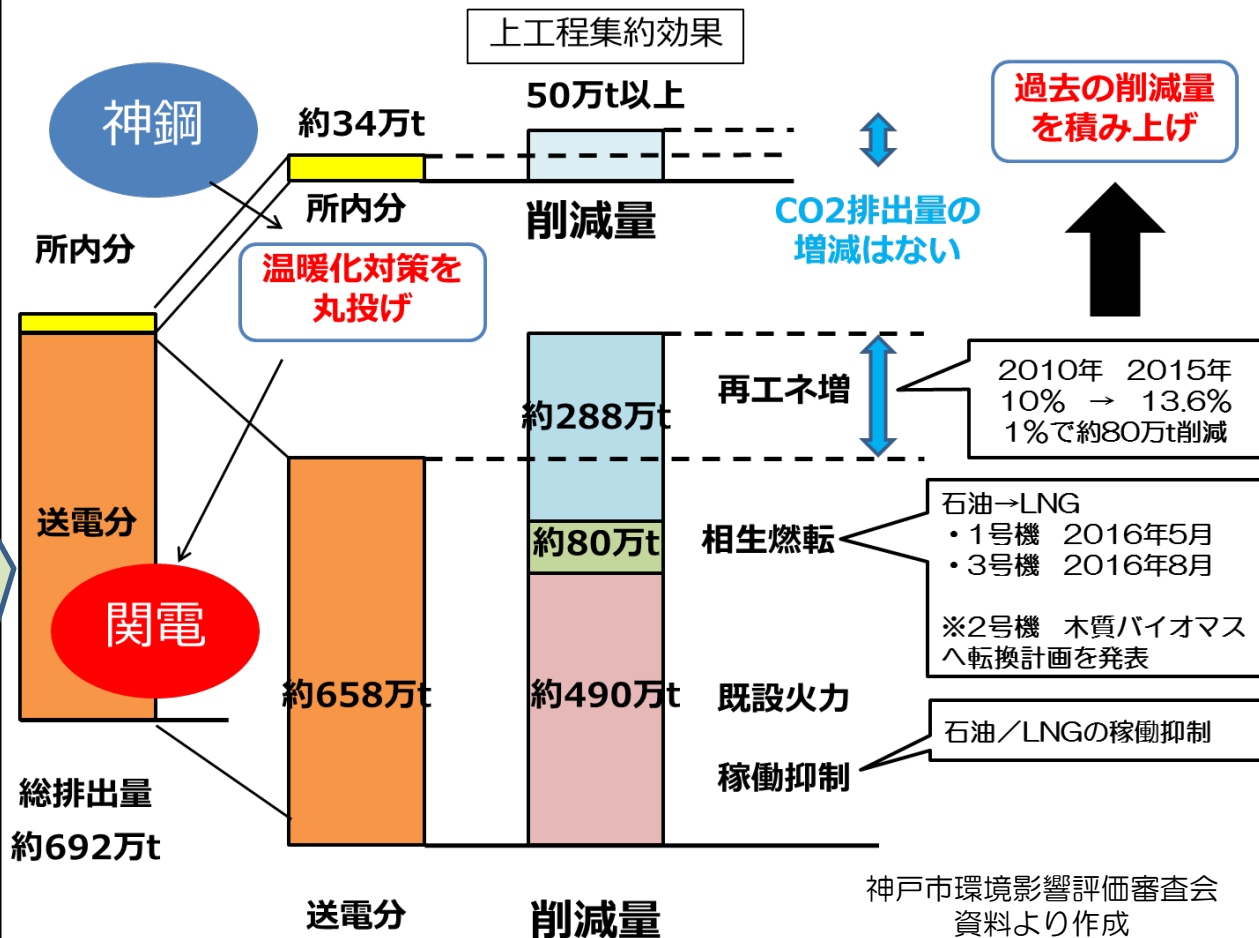 上工程集約効果
神鋼
約34万t
50万t以上
過去の削減量
を積み上げ
所内分
所内分
削減量
CO2排出量の
増減はない
温暖化対策を
丸投げ
再エネ増
2010年 2015年
10% → 13.6%
1%で約80万t削減
約288万t
送電分
約80万t
相生燃転
石油→LNG
・1号機 2016年5月
・3号機 2016年8月
※2号機 木質バイオマス
へ転換計画を発表
関電
約658万t
約490万t
既設火力
稼働抑制
石油／LNGの稼働抑制
総排出量
約692万t
送電分
削減量
神戸市環境影響評価審査会
資料より作成